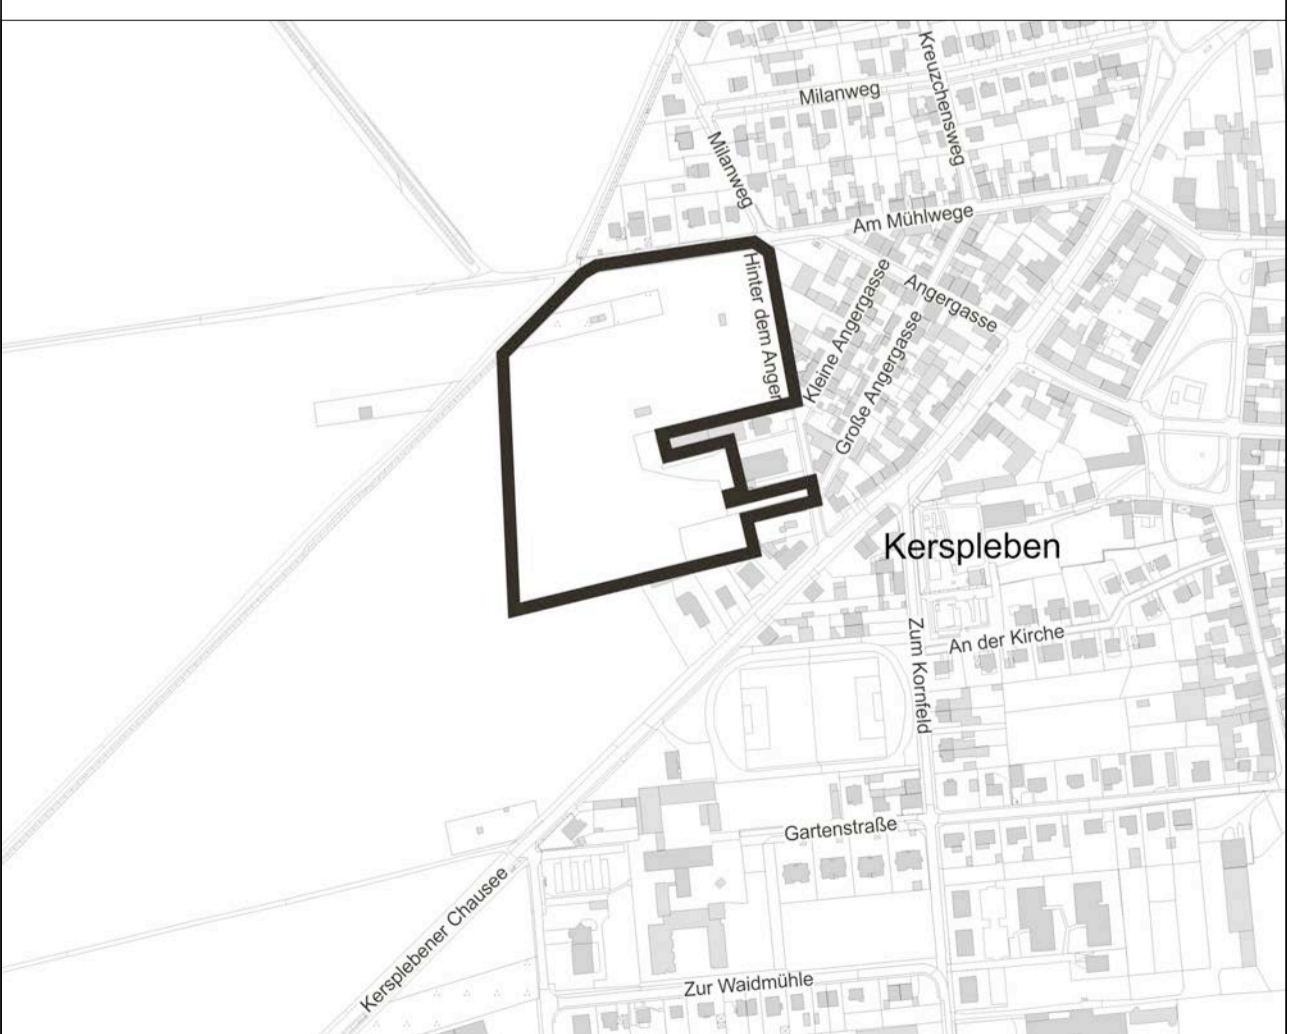 Kreuzchensweg
Milanweg
Milanweg
Am Mühlwege
Hinter dem Anger
Kleine Angergasse
Angergasse
Große Angergasse
Kerspleben
Zum Kornfeld
An der Kirche
Gartenstraße
Kersplebener Chausee
Zur Waidmühle